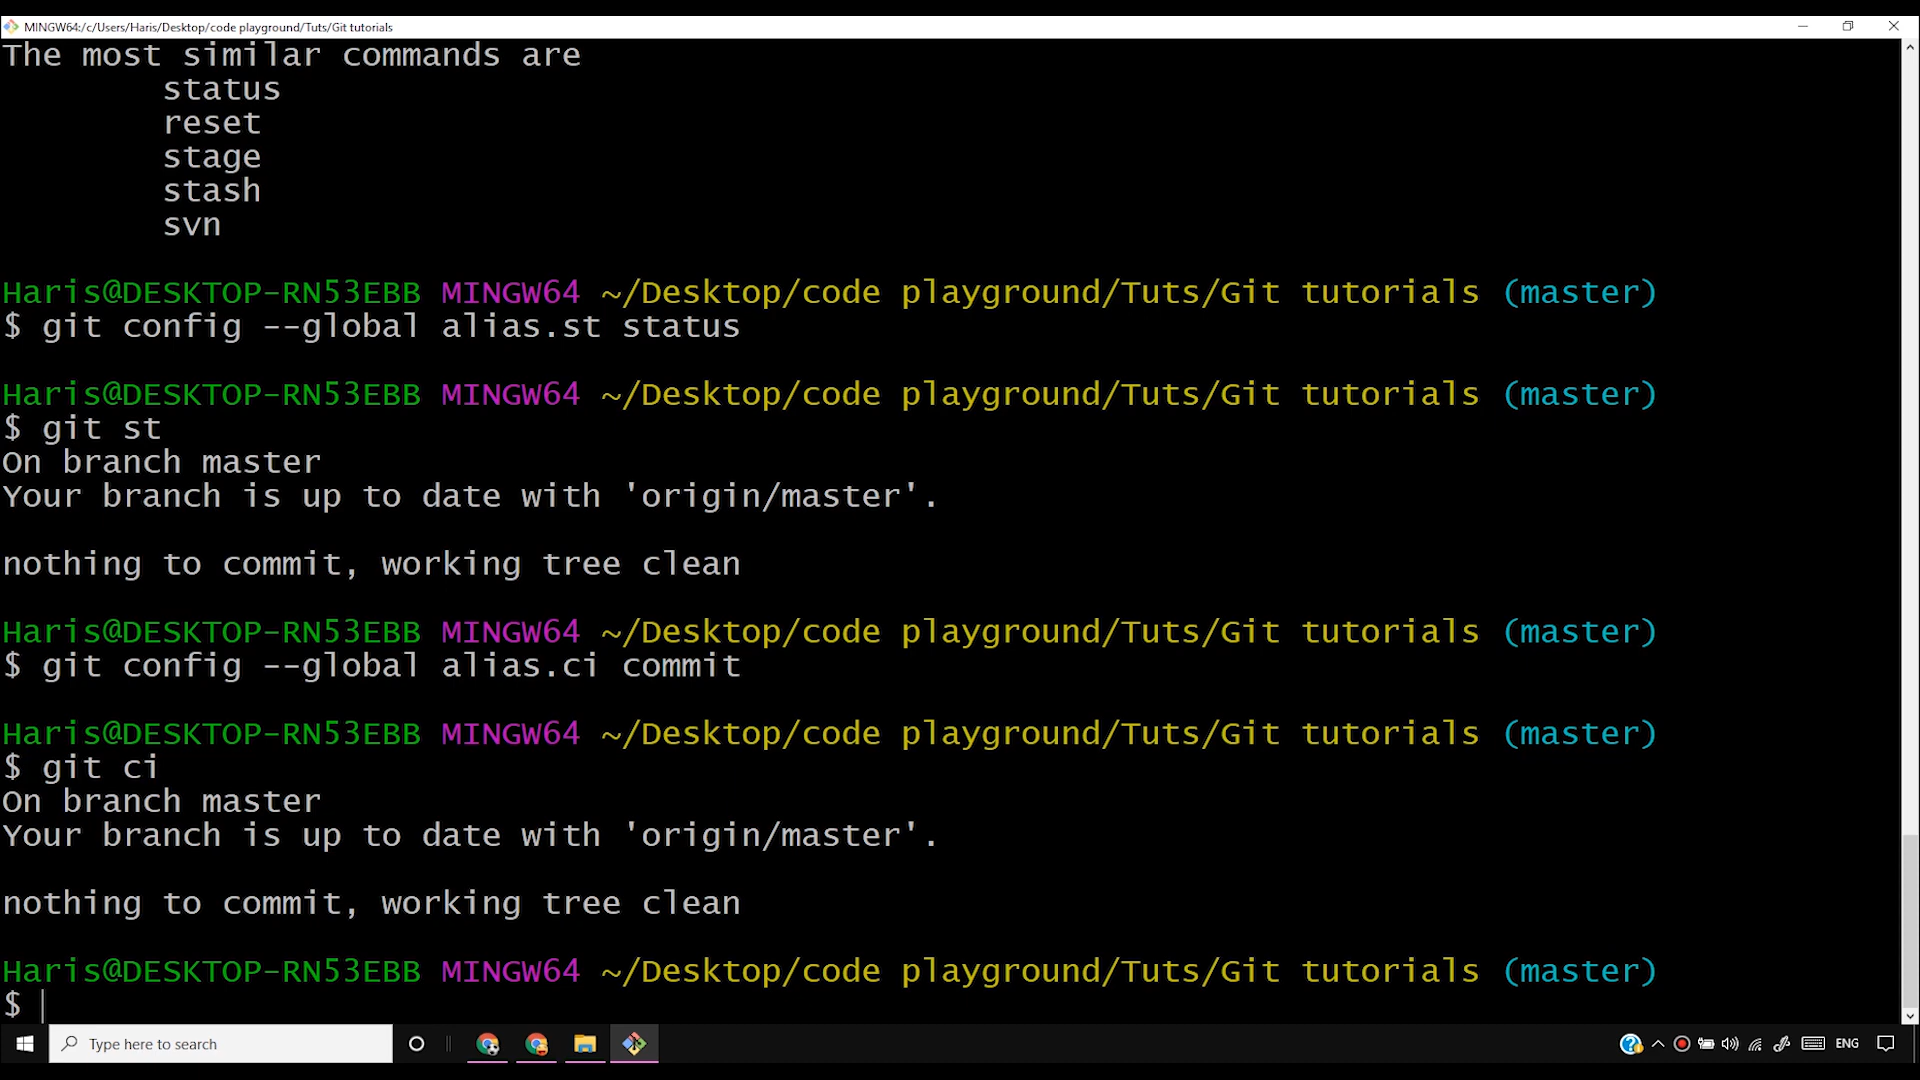 MINGW64:/c/Users/Haris/Desktop/code playground/Tuts/Git tutorials
The most similar commands are
status
reset
stage
stash
svn
Haris@DESKTOP-RN53EBB MINGW64 ~/Desktop/code playground/Tuts/Git tutorials (master)
$ git config --global alias.st status
Haris@DESKTOP-RN53EBB MINGW64 ~/Desktop/code playground/Tuts/Git tutorials (master)
$ git st
On branch master
Your branch is up to date with 'origin/master'.
nothing to commit, working tree clean
Haris@DESKTOP-RN53EBB MINGW64 ~/Desktop/code playground/Tuts/Git tutorials (master)
$ git config --global alias.ci commit
Haris@DESKTOP-RN53EBB MINGW64 ~/Desktop/code playground/Tuts/Git tutorials (master)
$ git ci
On branch master
Your branch is up to date with 'origin/master'.
nothing to commit, working tree clean
Haris@DESKTOP-RN53EBB MINGW64 ~/Desktop/code playground/Tuts/Git tutorials (master)
$
Type here to search
ENG